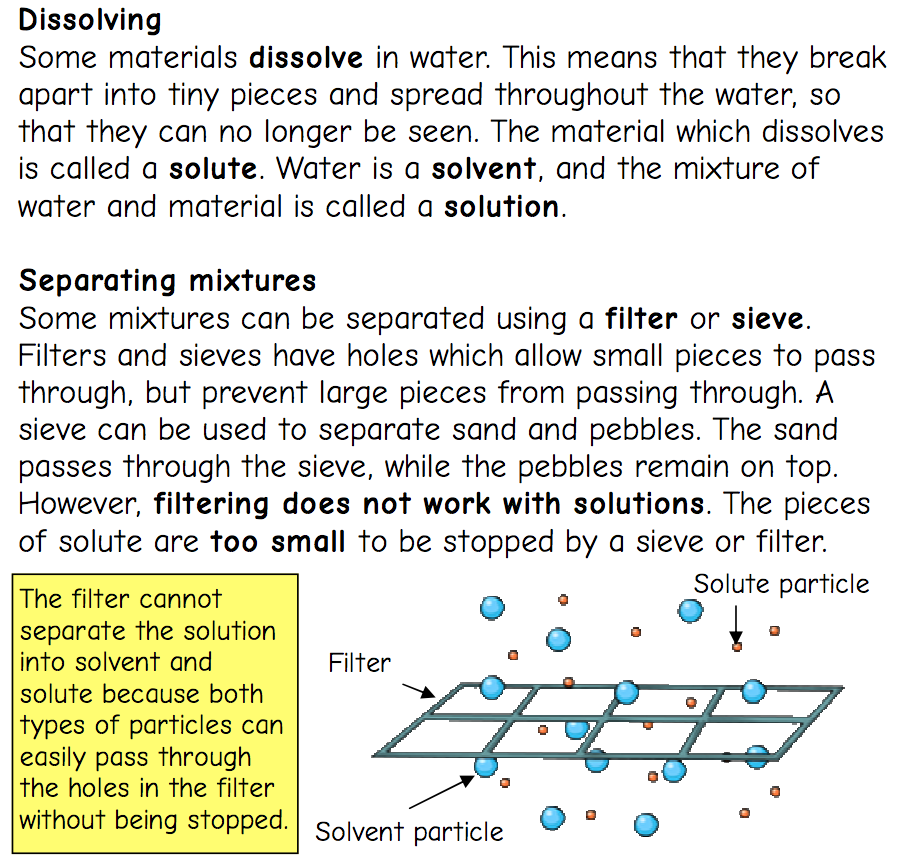 Dissolving
Some materials dissolve in water. This means that they break
apart into tiny pieces and spread throughout the water, so
that they can no longer be seen. The material which dissolves
is called a solute. Water is a solvent, and the mixture of
water and material is called a solution.
Separating mixtures
Some mixtures can be separated using a filter or sieve.
Filters and sieves have holes which allow small pieces to pass
through, but prevent large pieces from passing through. A
sieve can be used to separate sand and pebbles. The sand
passes through the sieve, while the pebbles remain on top.
However, filtering does not work with solutions. The pieces
of solute are too small to be stopped by a sieve or filter.
The filter cannot
separate the solution
into solvent and
solute because both
types of particles can
easily pass through
the holes in the filter
without being stopped.
Solute particle
Filter
Solvent particle